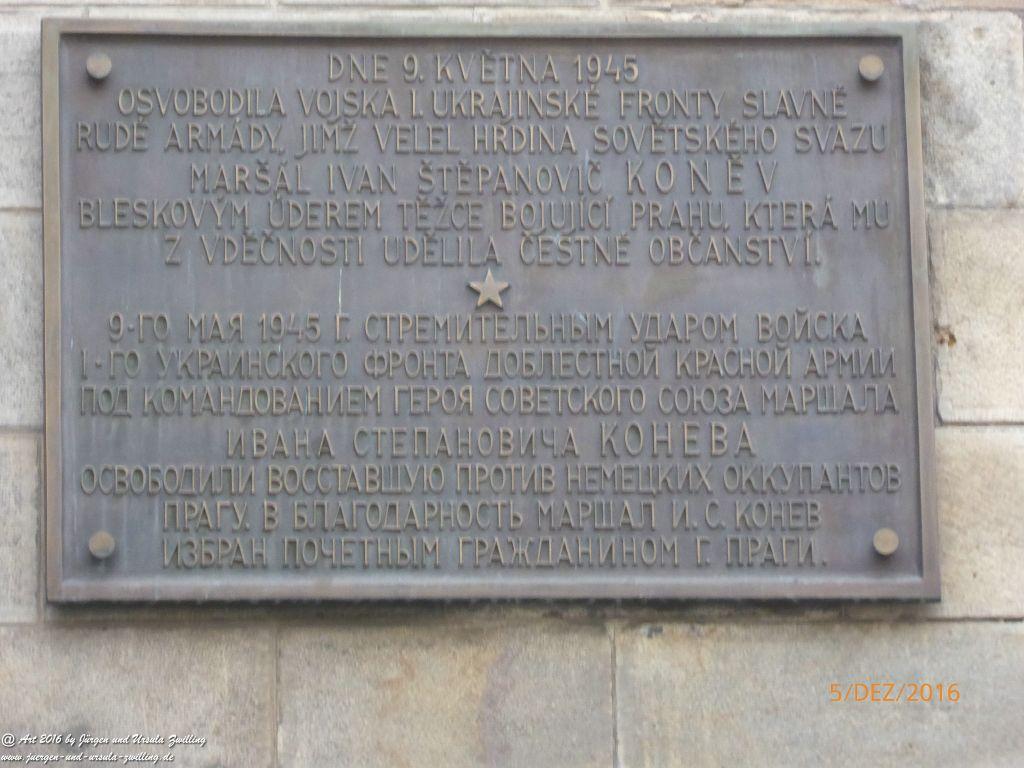 DNE 9. KVĚTNA 1945
OSVOBODILA VOJSKA I. UKRAJINSKÉ FRONTY SLAVNÉ
RUDÉ ARMÁDY, JIMŽ VELEL HRDINA SOVĚTSKÉHO SVAZU
MARŠÁL IVAN ŠTĚPANOVIČ KONĚV
BLESKOVÝM ÚDEREM TĚŽCE BOJUJÍCÍ PRAHU, KTERÁ MU
Z VDĚČNOSTI UDĚLILA ČESTNÉ OBČANSTVÍ.
9-ГО МАЯ 1945 Г. СТРЕМИТЕЛЬНЫМ УДАРОМ ВОЙСКА
1-ГО УКРАИНСКОГО ФРОНТА ДОБЛЕСТНОЙ КРАСНОЙ АРМИИ
ПОД КОМАНДОВАНИЕМ ГЕРОЯ СОВЕТСКОГО СОЮЗА МАРШАЛА
ИВАНА СТЕПАНОВИЧА КОНЕВА
ОСВОБОДИЛИ ВОССТАВШУЮ ПРОТИВ НЕМЕЦКИХ ОККУПАНТОВ
ПРАГУ. В БЛАГОДАРНОСТЬ МАРШАЛ И. С. КОНЕВ
ИЗБРАН ПОЧЕТНЫМ ГРАЖДАНИНОМ Г. ПРАГИ.
5/DEZ/2016
@ Art 2016 by Jürgen und Ursula Zwilling
www.juergen-und-ursula-zwilling.de